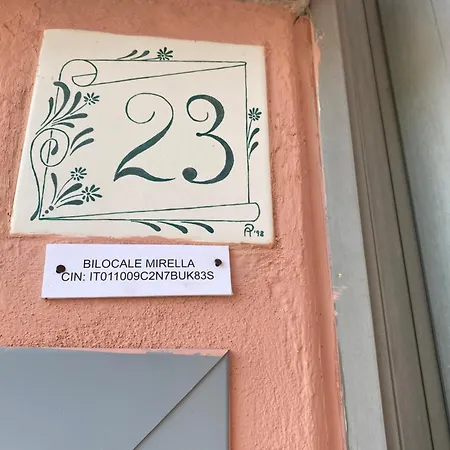 23
BILOCALE MIRELLA
CIN: IT011009C2N7BUK83S